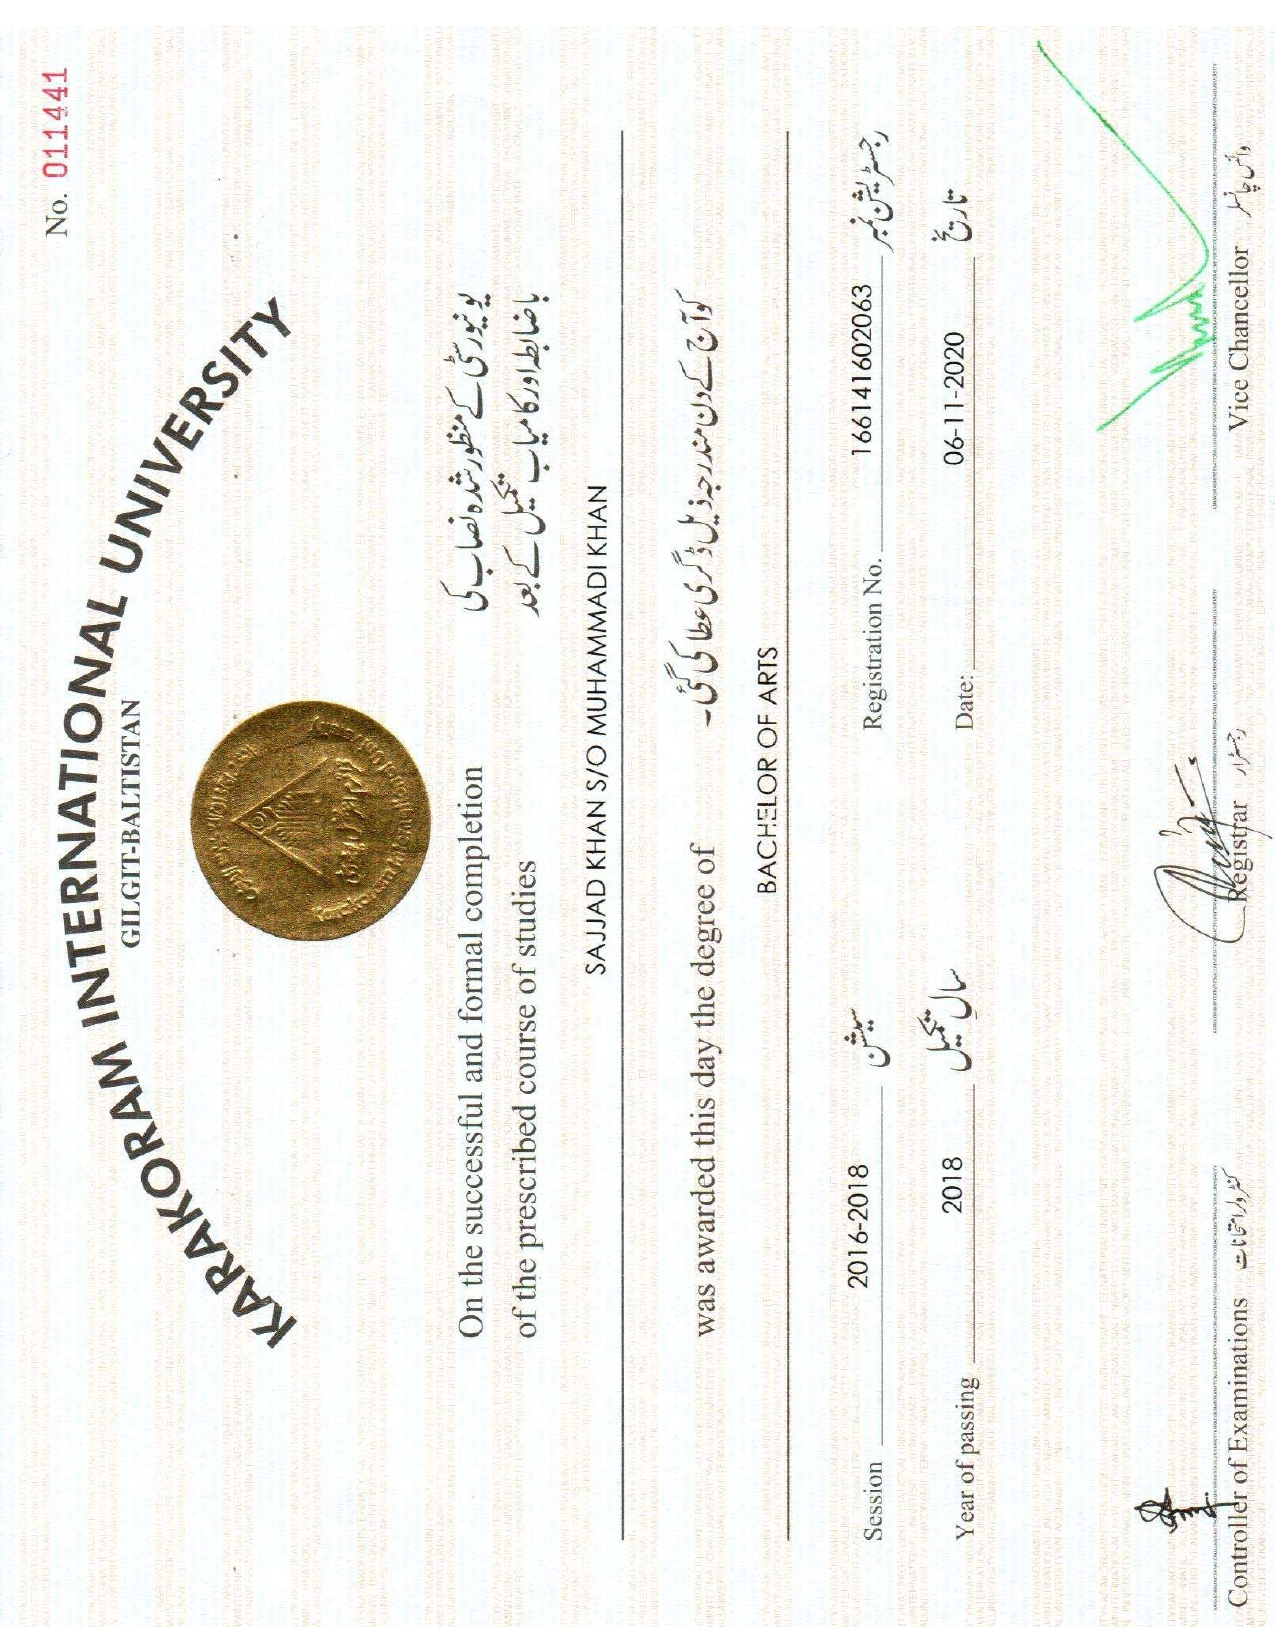 No. 011441
KARAKORAM INTERNATIONAL UNIVERSITY
GILGIT-BALTISTAN
On the successful and formal completion
of the prescribed course of studies
یونیورسٹی کے منظور شدہ نصاب کی
باضابطہ اور کامیاب تکمیل کے بعد
SAJJAD KHAN S/O MUHAMMADI KHAN
was awarded this day the degree of
کو آج کے دن مندرجہ ذیل ڈگری عطا کی گئی۔
BACHELOR OF ARTS
Session 2016-2018 سیشن
Registration No. 16614160​2063 رجسٹریشن نمبر
Year of passing 2018 سالِ تکمیل
Date: 06-11-2020 تاریخ
Controller of Examinations کنٹرولر امتحانات
Registrar رجسٹرار
Vice Chancellor وائس چانسلر